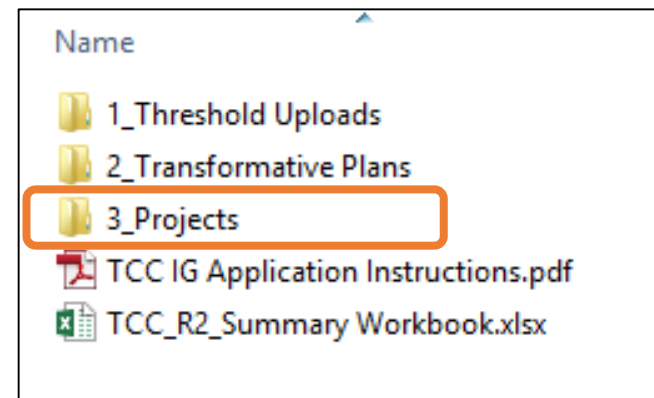 Name
1_Threshold Uploads
2_Transformative Plans
3_Projects
TCC IG Application Instructions.pdf
TCC_R2_Summary Workbook.xlsx